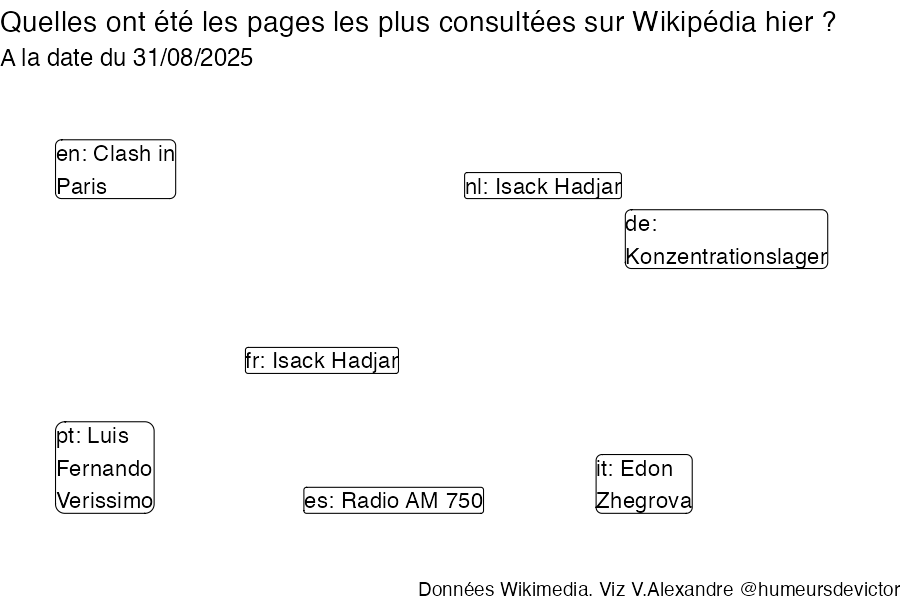 Quelles ont été les pages les plus consultées sur Wikipédia hier ?
A la date du 31/08/2025
en: Clash in
Paris
nl: Isack Hadjar
de:
Konzentrationslager
fr: Isack Hadjar
pt: Luis
Fernando
Verissimo
es: Radio AM 750
it: Edon
Zhegrova
Données Wikimedia. Viz V.Alexandre @humeursdevictor